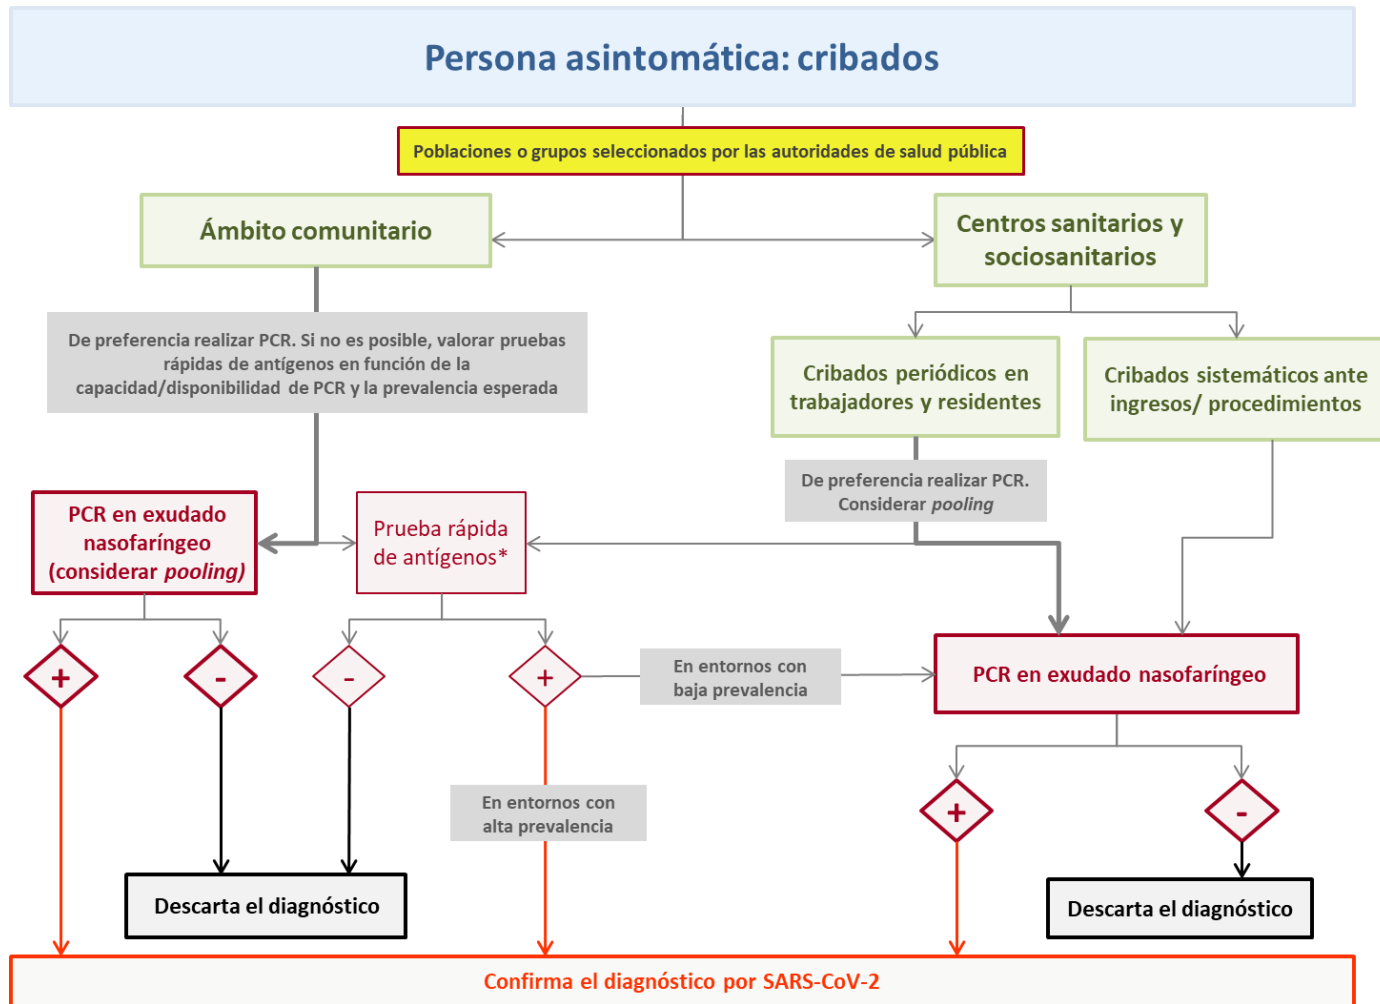 Persona asintomática: cribados
Poblaciones o grupos seleccionados por las autoridades de salud pública
Ámbito comunitario
Centros sanitarios y
sociosanitarios
De preferencia realizar PCR. Si no es posible, valorar pruebas
rápidas de antígenos en función de la
capacidad/disponibilidad de PCR y la prevalencia esperada
Cribados periódicos en
trabajadores y residentes
Cribados sistemáticos ante
ingresos/ procedimientos
De preferencia realizar PCR.
Considerar pooling
PCR en exudado
nasofaríngeo
(considerar pooling)
Prueba rápida
de antígenos*
+
-
-
+
En entornos con
baja prevalencia
PCR en exudado nasofaríngeo
En entornos con
alta prevalencia
+
-
Descarta el diagnóstico
Descarta el diagnóstico
Confirma el diagnóstico por SARS-CoV-2